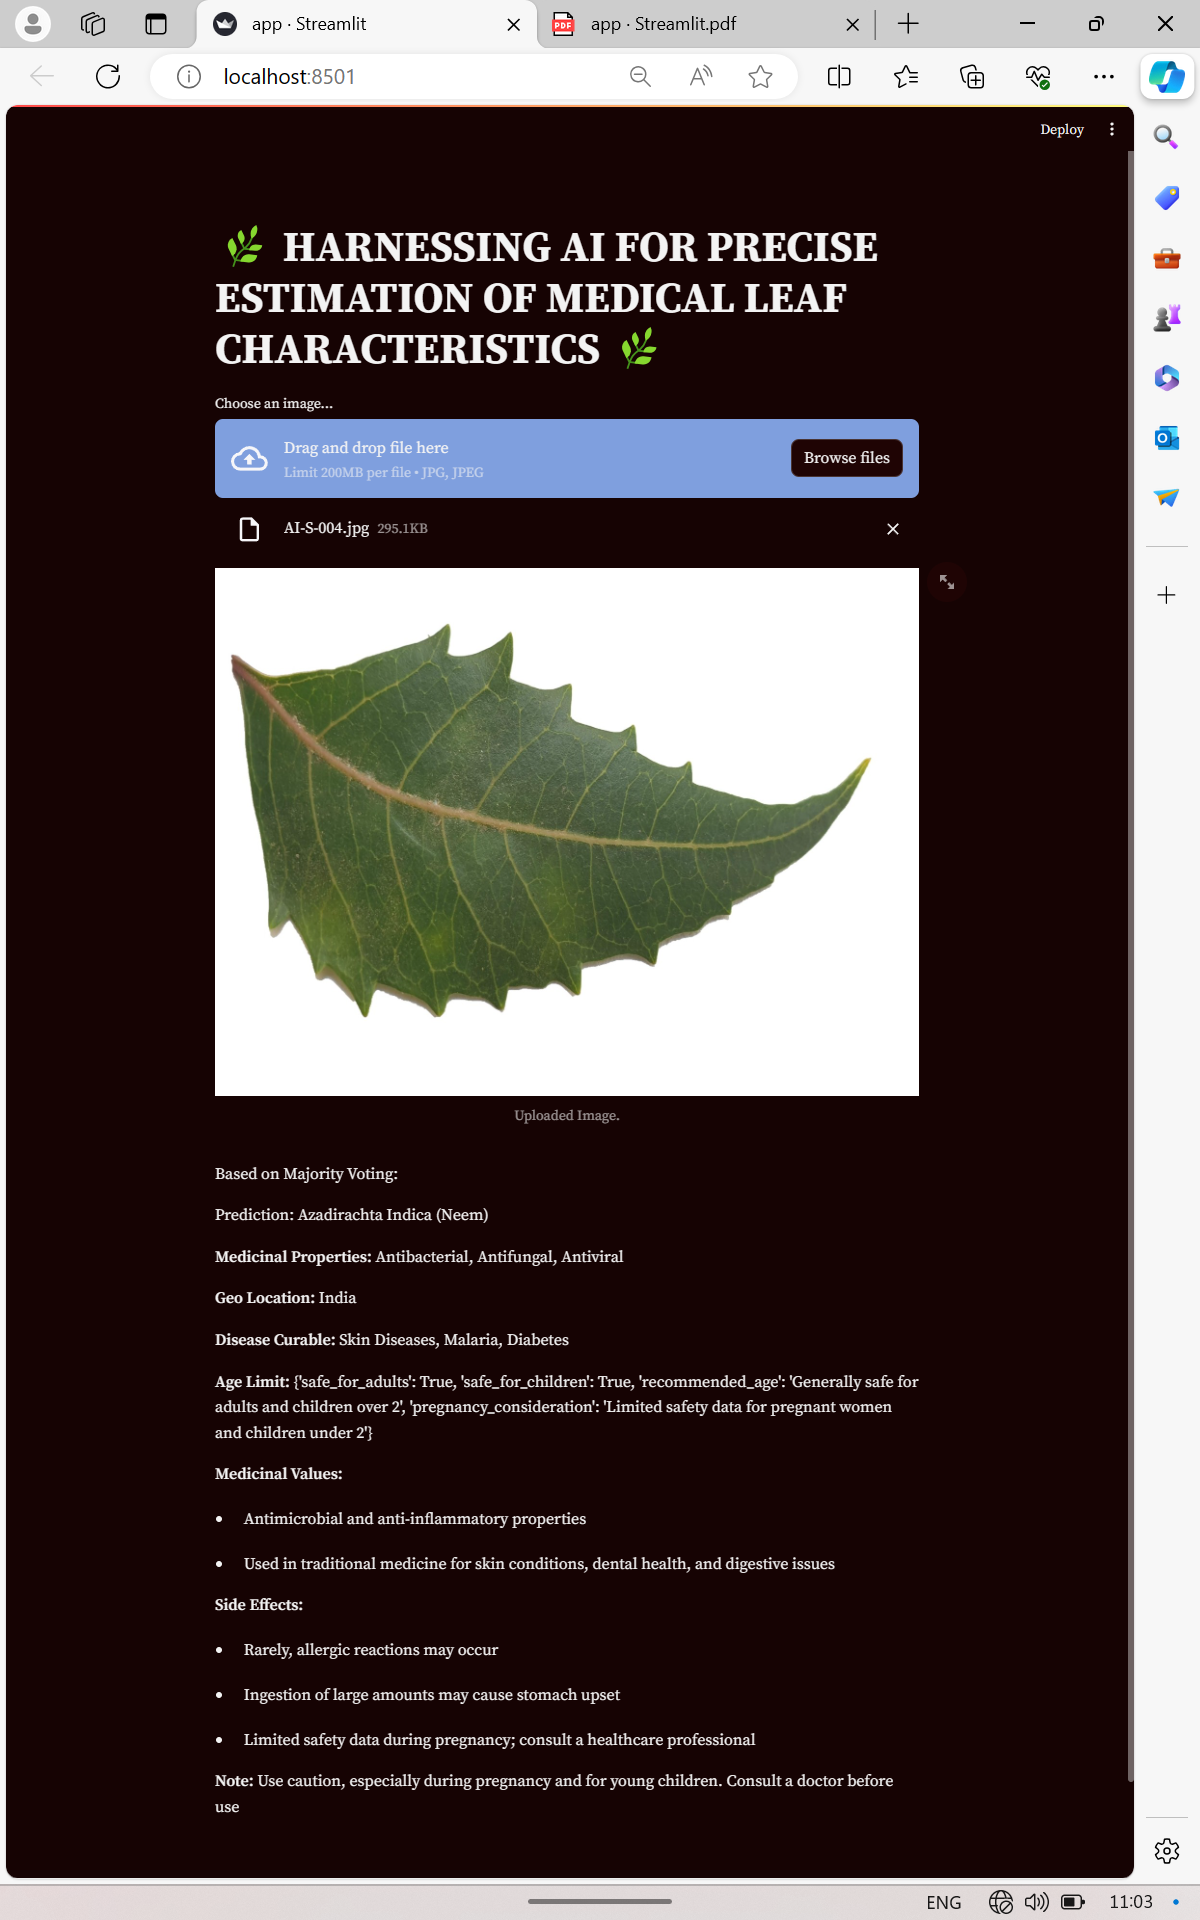 app · Streamlit
PDF
app · Streamlit.pdf
localhost:8501
Deploy
HARNESSING AI FOR PRECISE
ESTIMATION OF MEDICAL LEAF
CHARACTERISTICS
Choose an image...
Drag and drop file here
Limit 200MB per file • JPG, JPEG
Browse files
AI-S-004.jpg 295.1KB
Uploaded Image.
Based on Majority Voting:
Prediction: Azadirachta Indica (Neem)
Medicinal Properties: Antibacterial, Antifungal, Antiviral
Geo Location: India
Disease Curable: Skin Diseases, Malaria, Diabetes
Age Limit: {'safe_for_adults': True, 'safe_for_children': True, 'recommended_age': 'Generally safe for
adults and children over 2', 'pregnancy_consideration': 'Limited safety data for pregnant women
and children under 2'}
Medicinal Values:
• Antimicrobial and anti-inflammatory properties
• Used in traditional medicine for skin conditions, dental health, and digestive issues
Side Effects:
• Rarely, allergic reactions may occur
• Ingestion of large amounts may cause stomach upset
• Limited safety data during pregnancy; consult a healthcare professional
Note: Use caution, especially during pregnancy and for young children. Consult a doctor before
use
ENG
11:03